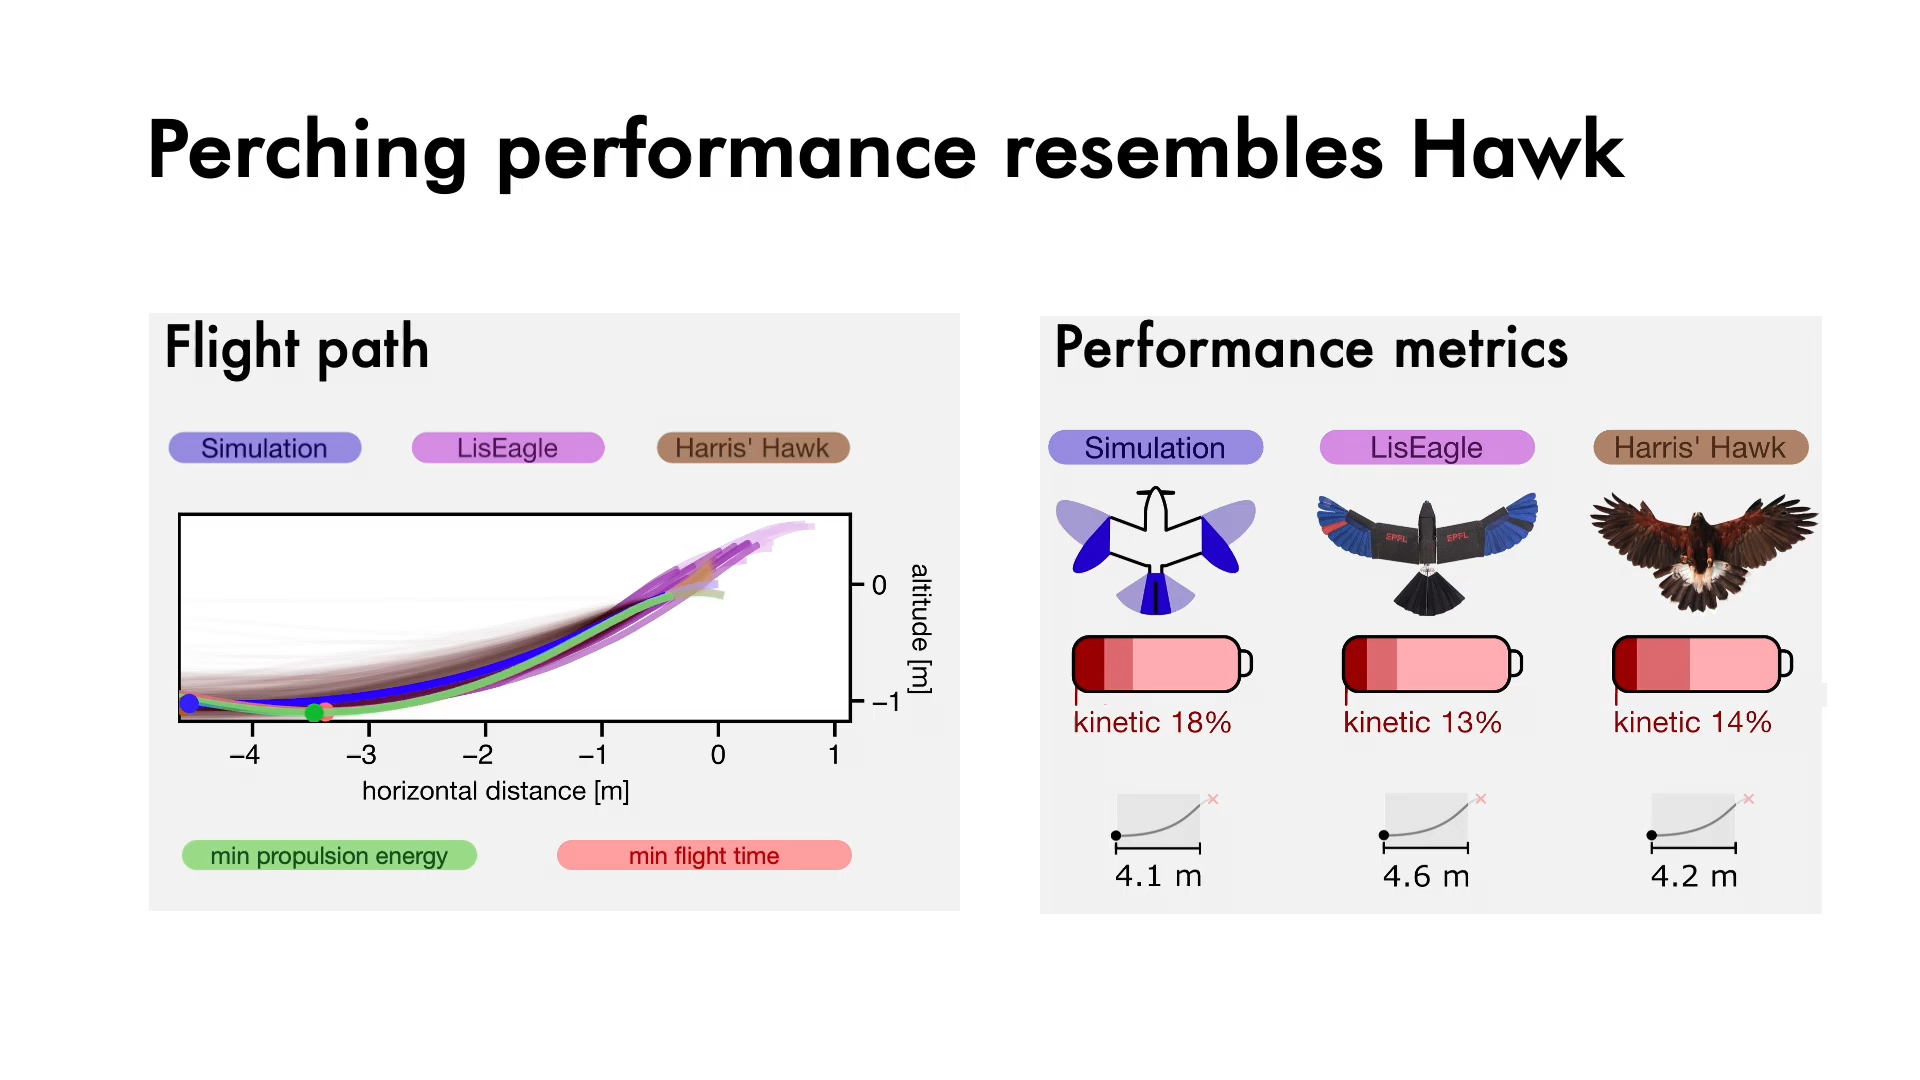 Perching performance resembles Hawk
Flight path
Simulation
LisEagle
Harris' Hawk
0
−1
altitude [m]
−4
−3
−2
−1
0
1
horizontal distance [m]
min propulsion energy
min flight time
Performance metrics
Simulation
LisEagle
Harris' Hawk
EPFL
EPFL
kinetic 18%
kinetic 13%
kinetic 14%
4.1 m
4.6 m
4.2 m